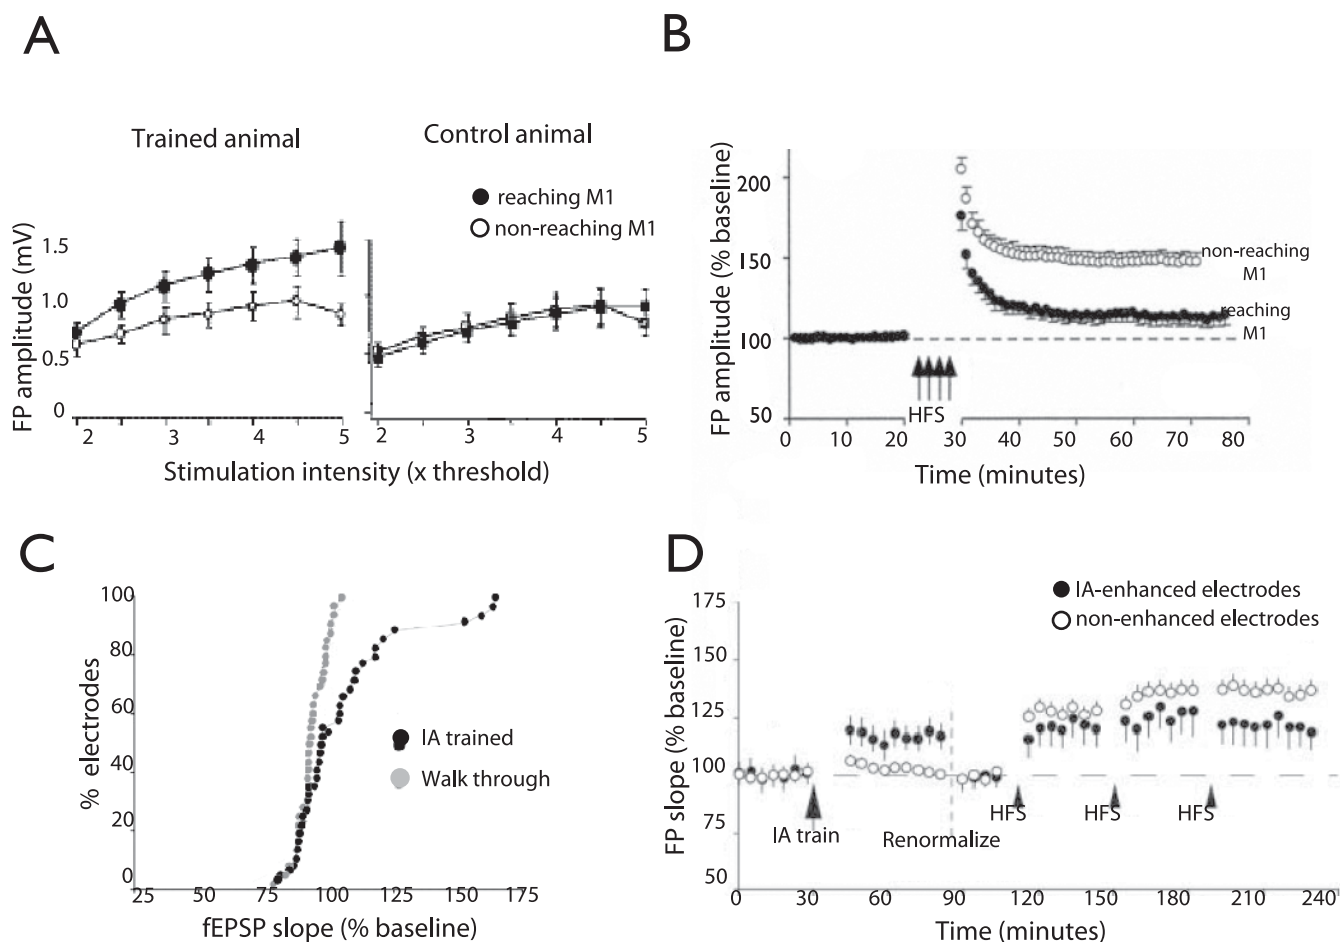 A
Trained animal
Control animal
reaching M1
non-reaching M1
FP amplitude (mV)
1.5
1.0
0.5
0
2
3
4
5
2
3
4
5
Stimulation intensity (x threshold)
B
FP amplitude (% baseline)
200
150
100
50
non-reaching
M1
reaching
M1
HFS
0
10
20
30
40
50
60
70
80
Time (minutes)
C
% electrodes
100
80
60
40
20
0
IA trained
Walk through
25
50
75
100
125
175
fEPSP slope (% baseline)
D
IA-enhanced electrodes
non-enhanced electrodes
FP slope (% baseline)
175
150
125
100
75
50
IA train
Renormalize
HFS
HFS
HFS
0
30
60
90
120
150
180
210
240
Time (minutes)